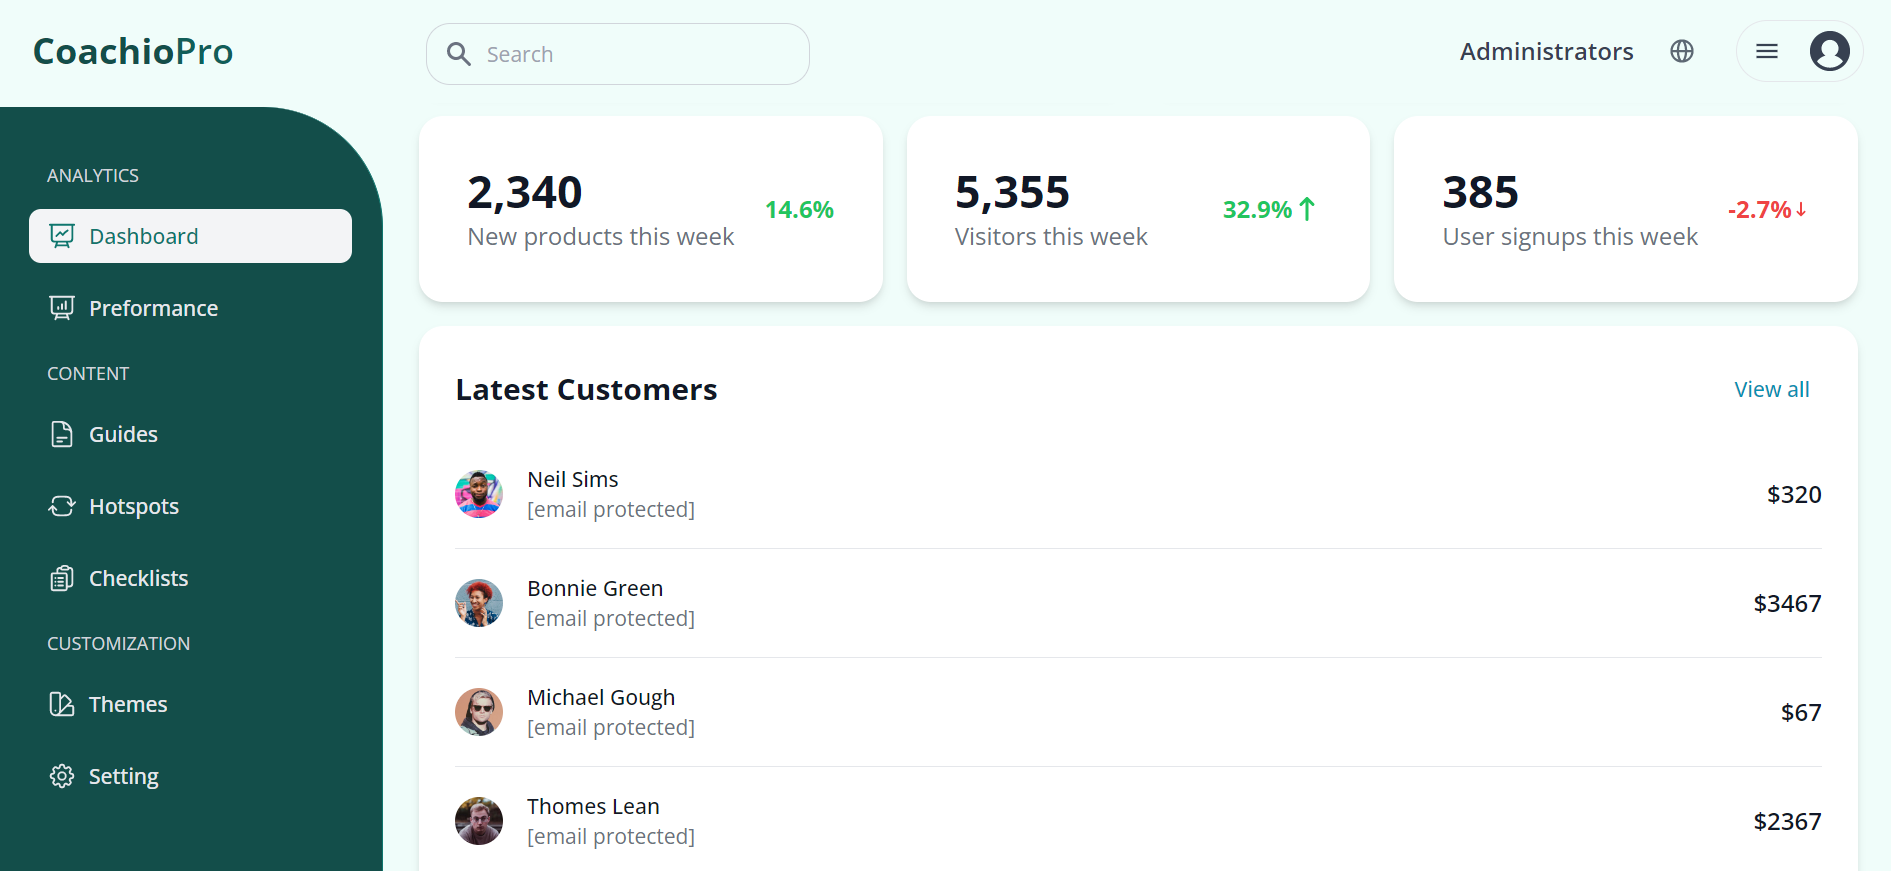 CoachioPro
Search
Administrators
ANALYTICS
Dashboard
Preformance
CONTENT
Guides
Hotspots
Checklists
CUSTOMIZATION
Themes
Setting
2,340
New products this week
14.6%
5,355
Visitors this week
32.9%
385
User signups this week
-2.7%
Latest Customers
View all
Neil Sims
[email protected]
$320
Bonnie Green
[email protected]
$3467
Michael Gough
[email protected]
$67
Thomes Lean
[email protected]
$2367